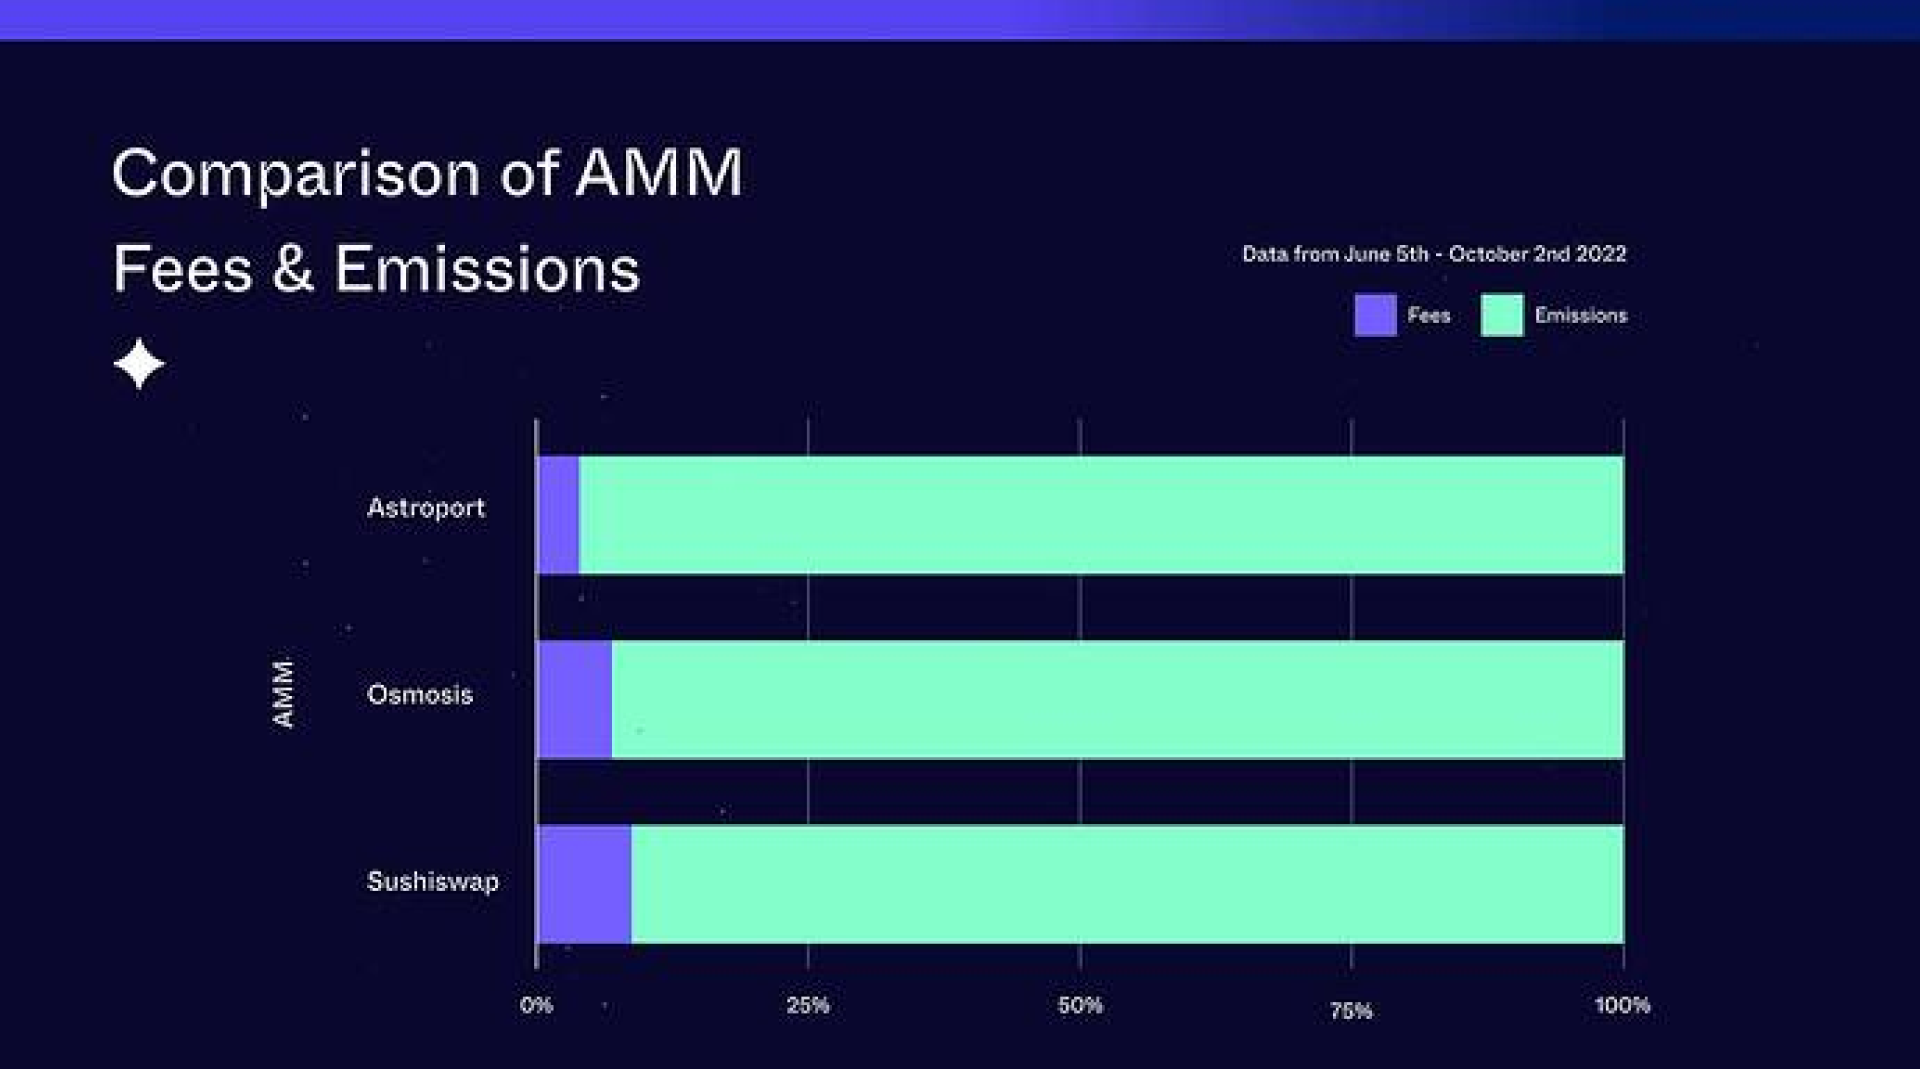 Comparison of AMM
Fees & Emissions
Data from June 5th - October 2nd 2022
Fees
Emissions
AMM
Astroport
Osmosis
Sushiswap
0%
25%
50%
75%
100%